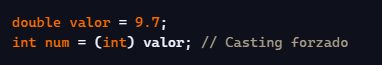 double valor = 9.7;
int num = (int) valor; // Casting forzado